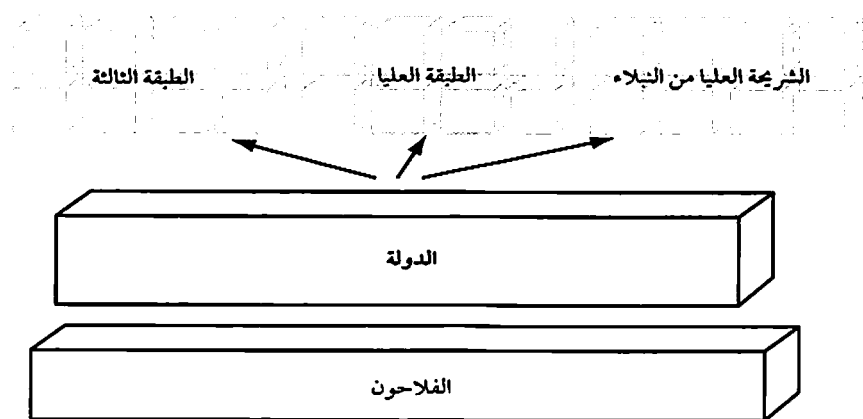 الشريحة العليا من النبلاء الطبقة العليا الطبقة الثالثة
الدولة
الفلاحون